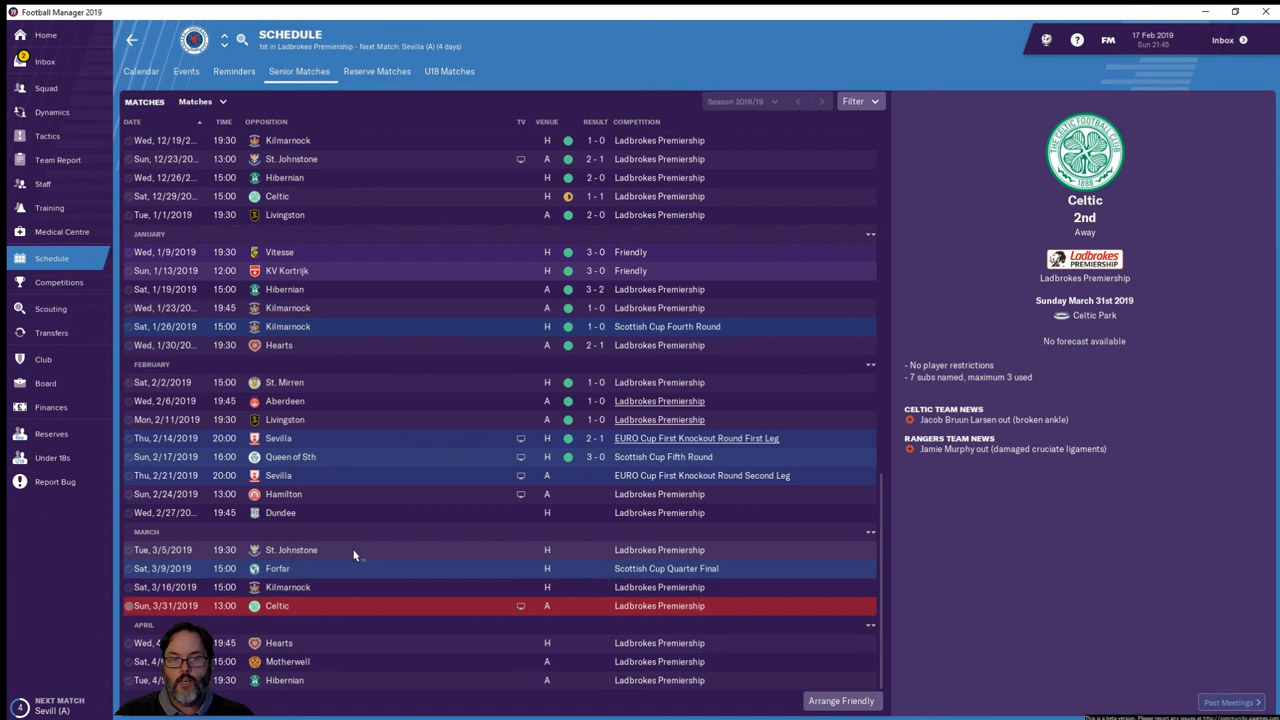 Football Manager 2019
Home
2
Inbox
Squad
Dynamics
Tactics
Team Report
Staff
Training
Medical Centre
Schedule
Competitions
Scouting
Transfers
Club
Board
Finances
Reserves
Under 18s
Report Bug
4 NEXT MATCH
Sevill (A)
SCHEDULE
1st in Ladbrokes Premiership - Next Match: Sevilla (A) (4 days)
FM
17 Feb 2019
Sun 21:45
Inbox
Calendar Events Reminders Senior Matches Reserve Matches U18 Matches
MATCHES Matches Season 2018/19 Filter
DATE TIME OPPOSITION TV VENUE RESULT COMPETITION
Wed, 12/19/2... 19:30 Kilmarnock H 1 - 0 Ladbrokes Premiership
Sun, 12/23/20... 13:00 St. Johnstone A 2 - 1 Ladbrokes Premiership
Wed, 12/26/2... 15:00 Hibernian A 2 - 0 Ladbrokes Premiership
Sat, 12/29/20... 15:00 Celtic H 1 - 1 Ladbrokes Premiership
Tue, 1/1/2019 19:30 Livingston A 2 - 0 Ladbrokes Premiership
JANUARY
Wed, 1/9/2019 19:30 Vitesse H 3 - 0 Friendly
Sun, 1/13/2019 12:00 KV Kortrijk H 3 - 0 Friendly
Sat, 1/19/2019 15:00 Hibernian H 3 - 2 Ladbrokes Premiership
Wed, 1/23/20... 19:45 Kilmarnock A 1 - 0 Ladbrokes Premiership
Sat, 1/26/2019 15:00 Kilmarnock H 1 - 0 Scottish Cup Fourth Round
Wed, 1/30/20... 19:30 Hearts A 2 - 1 Ladbrokes Premiership
FEBRUARY
Sat, 2/2/2019 15:00 St. Mirren H 1 - 0 Ladbrokes Premiership
Wed, 2/6/2019 19:45 Aberdeen A 1 - 0 Ladbrokes Premiership
Mon, 2/11/2019 19:30 Livingston A 1 - 0 Ladbrokes Premiership
Thu, 2/14/2019 20:00 Sevilla H 2 - 1 EURO Cup First Knockout Round First Leg
Sun, 2/17/2019 16:00 Queen of Sth H 3 - 0 Scottish Cup Fifth Round
Thu, 2/21/2019 20:00 Sevilla A EURO Cup First Knockout Round Second Leg
Sun, 2/24/2019 13:00 Hamilton A Ladbrokes Premiership
Wed, 2/27/20... 19:45 Dundee H Ladbrokes Premiership
MARCH
Tue, 3/5/2019 19:30 St. Johnstone H Ladbrokes Premiership
Sat, 3/9/2019 15:00 Forfar H Scottish Cup Quarter Final
Sat, 3/16/2019 15:00 Kilmarnock H Ladbrokes Premiership
Sun, 3/31/2019 13:00 Celtic A Ladbrokes Premiership
APRIL
Wed, 4 19:45 Hearts H Ladbrokes Premiership
Sat, 4/ 15:00 Motherwell A Ladbrokes Premiership
Tue, 4/ 19:30 Hibernian A Ladbrokes Premiership
Arrange Friendly
THE CELTIC FOOTBALL CLUB
1888
Celtic
2nd
Away
Ladbrokes
PREMIERSHIP
Ladbrokes Premiership
Sunday March 31st 2019
Celtic Park
No forecast available
- No player restrictions
- 7 subs named, maximum 3 used
CELTIC TEAM NEWS
Jacob Bruun Larsen out (broken ankle)
RANGERS TEAM NEWS
Jamie Murphy out (damaged cruciate ligaments)
Past Meetings